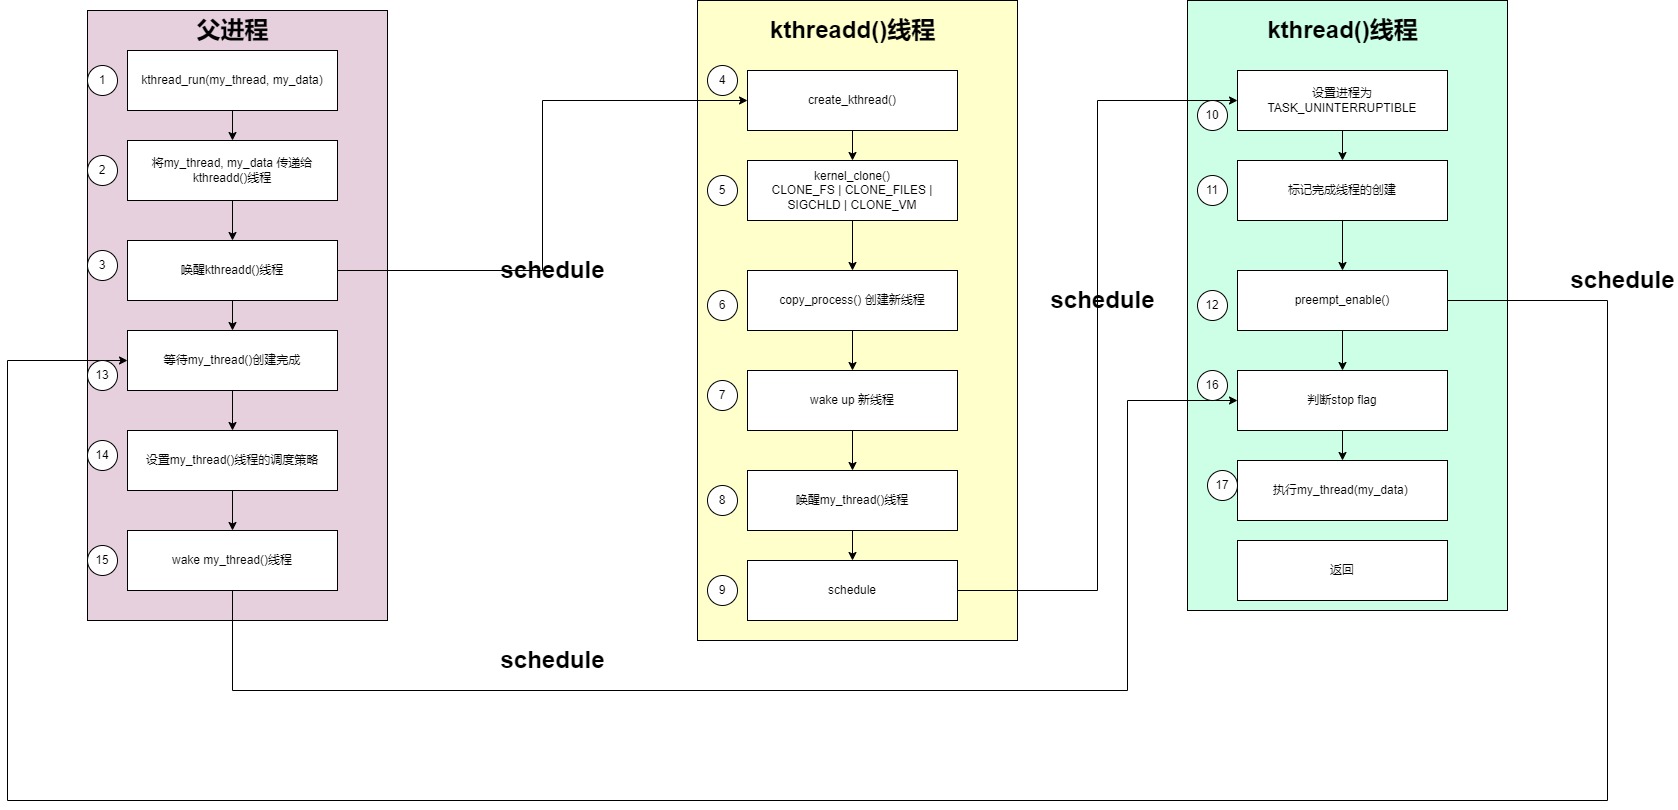 父进程
1
kthread_run(my_thread, my_data)
2
将my_thread, my_data 传递给
kthreadd()线程
3
唤醒kthreadd()线程
13
等待my_thread()创建完成
14
设置my_thread()线程的调度策略
15
wake my_thread()线程
schedule
schedule
kthreadd()线程
4
create_kthread()
5
kernel_clone()
CLONE_FS | CLONE_FILES |
SIGCHLD | CLONE_VM
6
copy_process() 创建新线程
7
wake up 新线程
8
唤醒my_thread()线程
9
schedule
schedule
kthread()线程
10
设置进程为
TASK_UNINTERRUPTIBLE
11
标记完成线程的创建
12
preempt_enable()
16
判断stop flag
17
执行my_thread(my_data)
返回
schedule